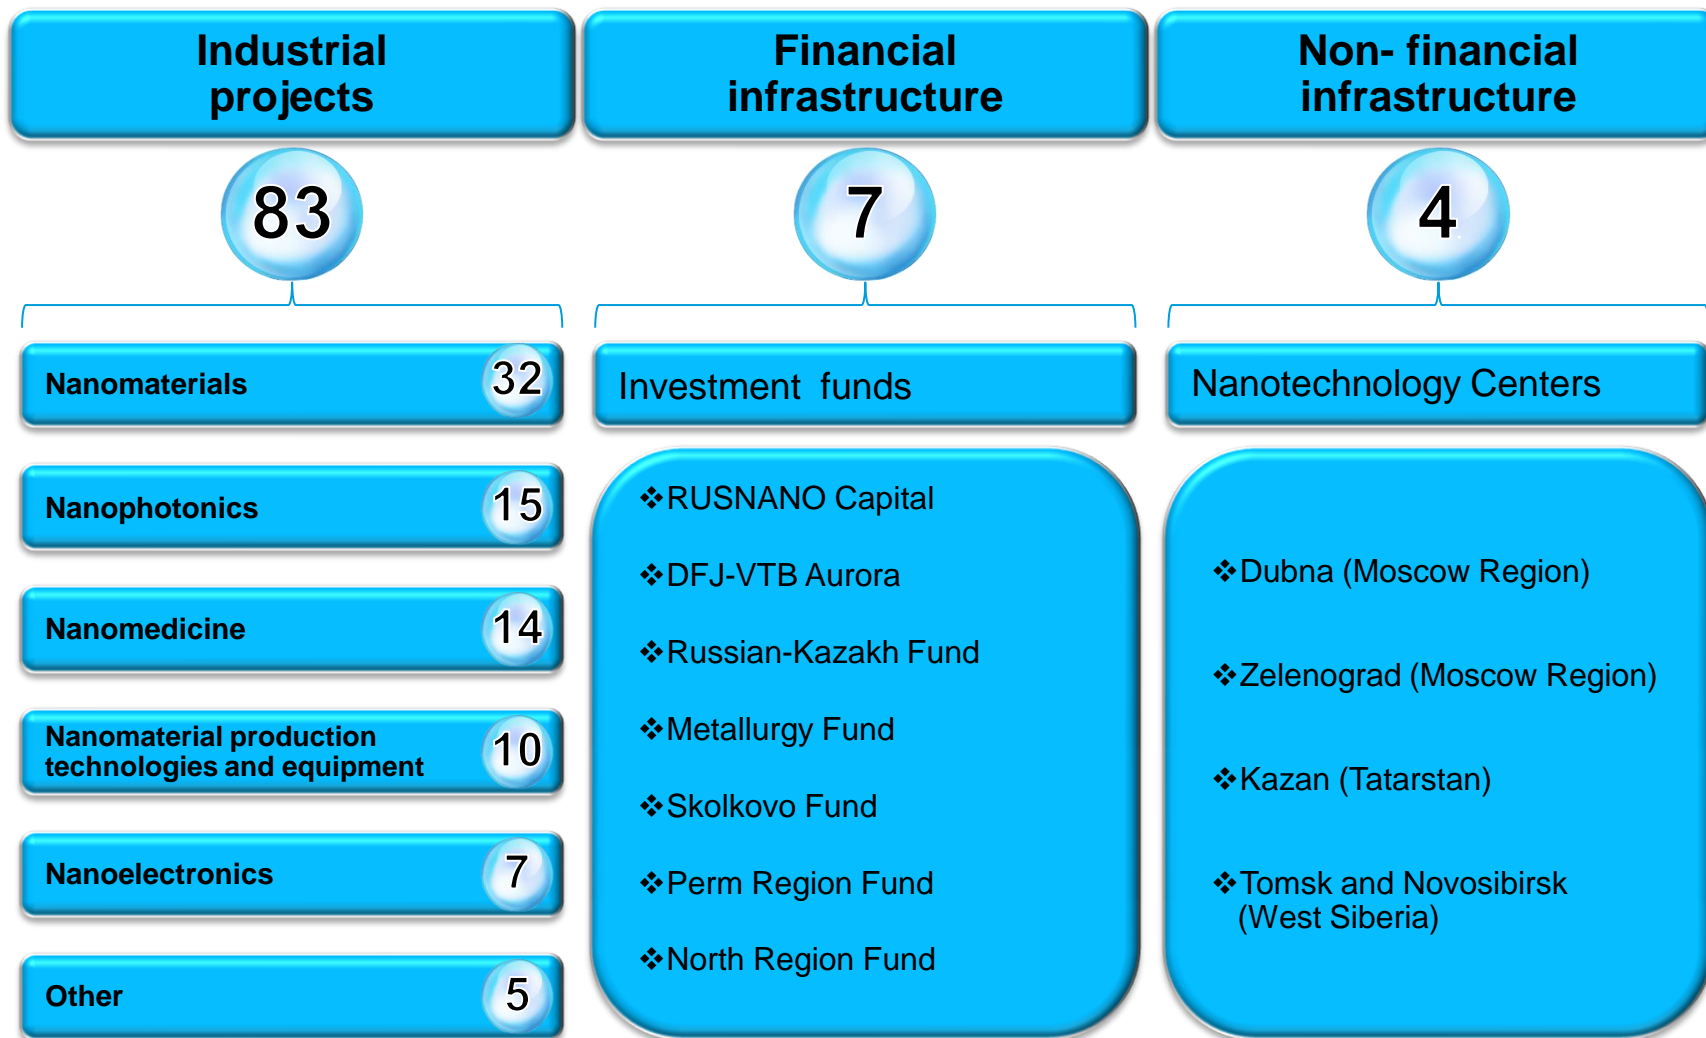 Industrial
projects
83
Nanomaterials 32
Nanophotonics 15
Nanomedicine 14
Nanomaterial production
technologies and equipment 10
Nanoelectronics 7
Other 5
Financial
infrastructure
7
Investment funds
❖RUSNANO Capital
❖DFJ-VTB Aurora
❖Russian-Kazakh Fund
❖Metallurgy Fund
❖Skolkovo Fund
❖Perm Region Fund
❖North Region Fund
Non- financial
infrastructure
4
Nanotechnology Centers
❖Dubna (Moscow Region)
❖Zelenograd (Moscow Region)
❖Kazan (Tatarstan)
❖Tomsk and Novosibirsk
(West Siberia)